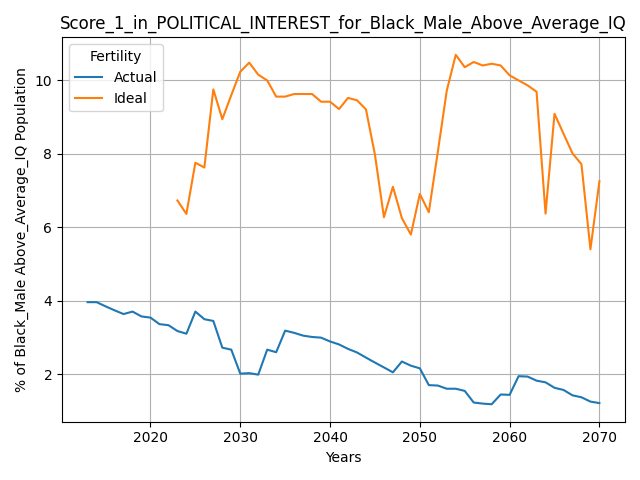 Score_1_in_POLITICAL_INTEREST_for_Black_Male_Above_Average_IQ
% of Black_Male Above_Average_IQ Population
Fertility
Actual
Ideal
10
8
6
4
2
2020 2030 2040 2050 2060 2070
Years